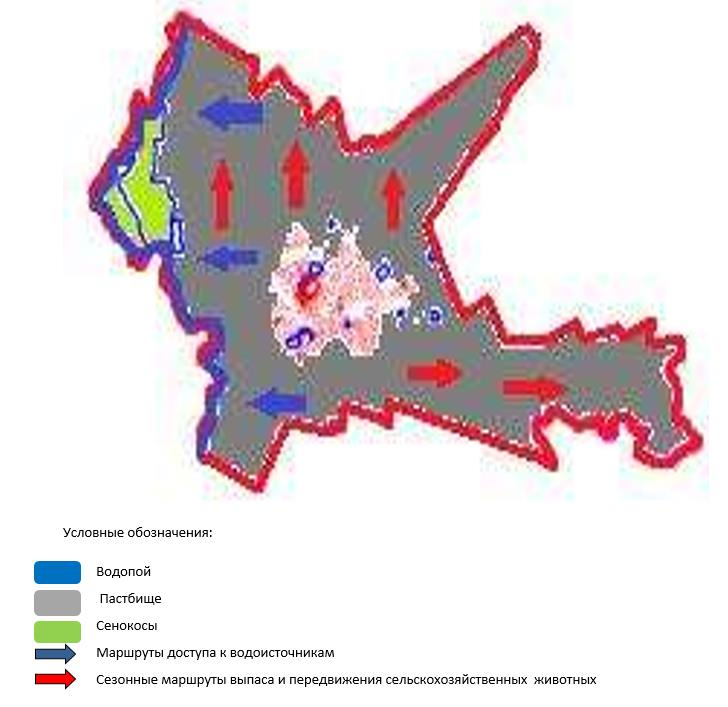 Условные обозначения:
Водопой
Пастбище
Сенокосы
Маршруты доступа к водоисточникам
Сезонные маршруты выпаса и передвижения сельскохозяйственных животных